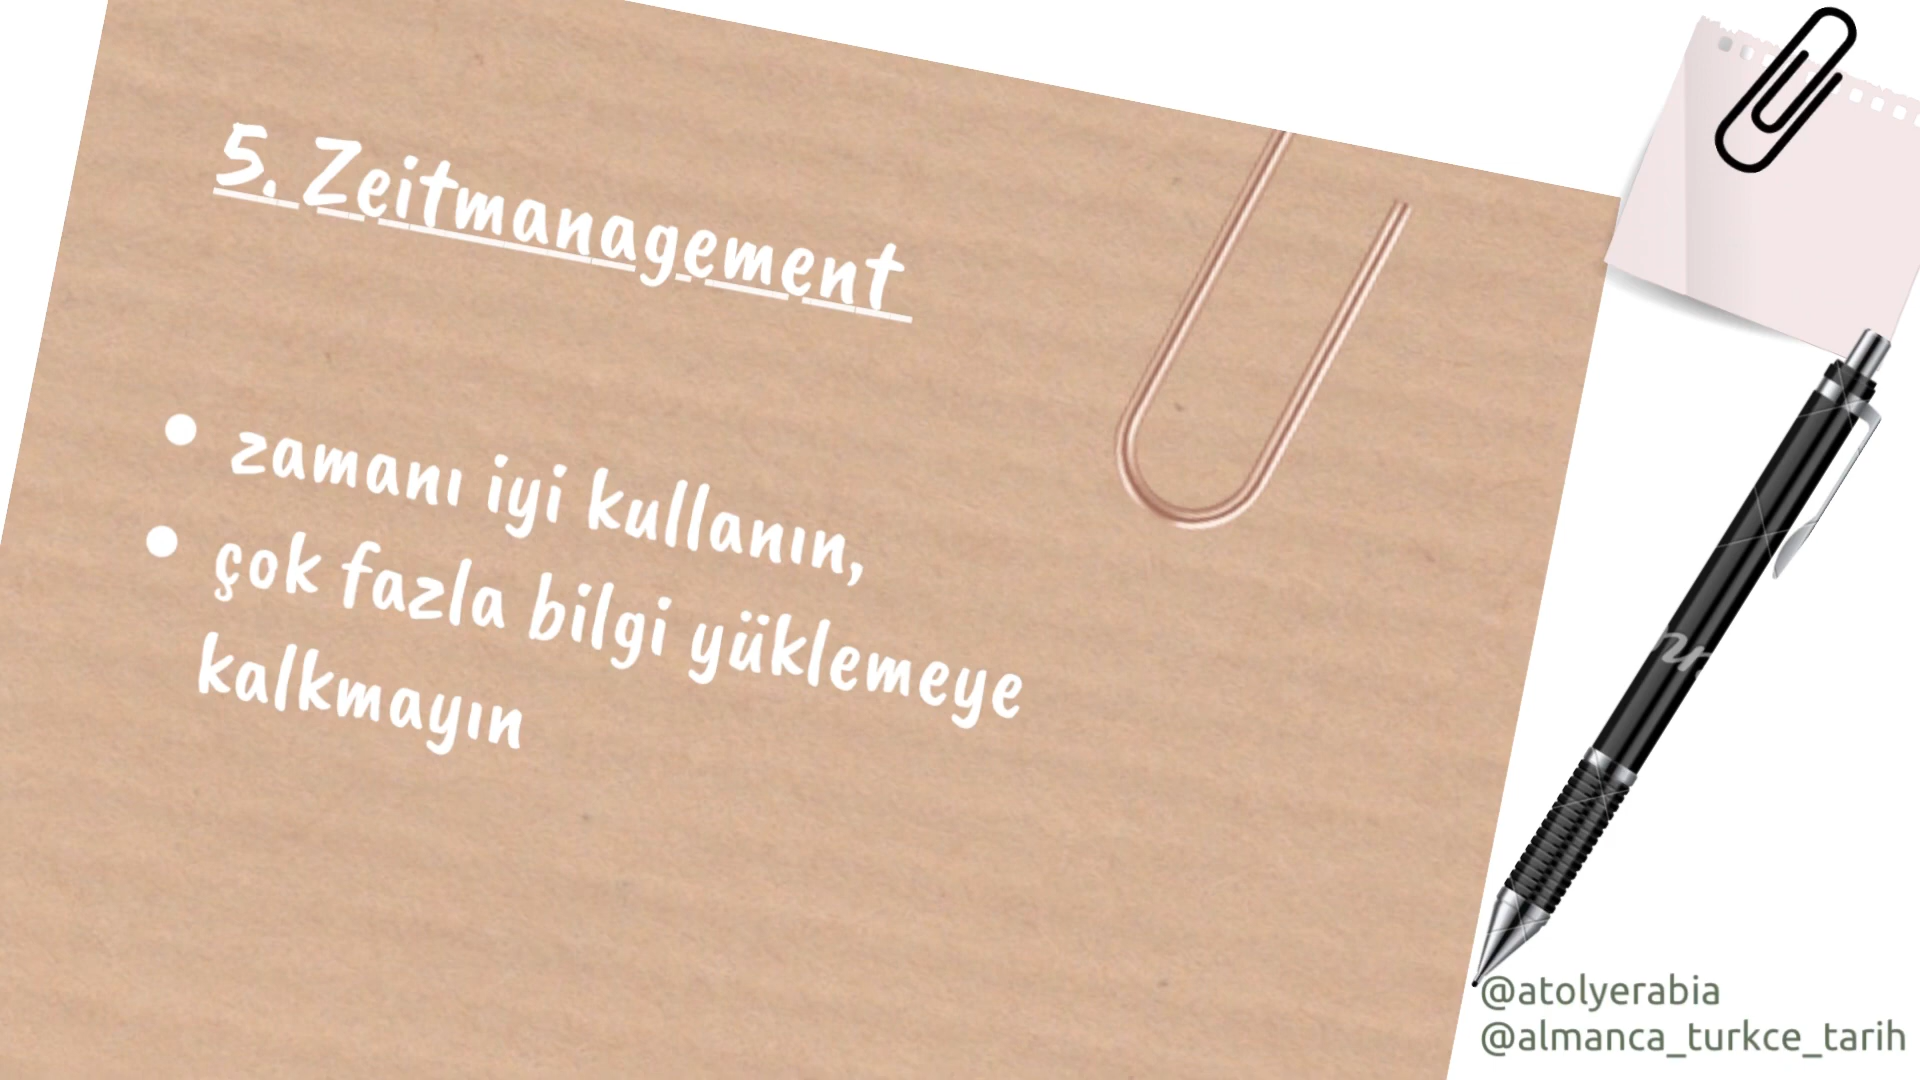 5. Zeitmanagement
• zamanı iyi kullanın,
• çok fazla bilgi yüklemeye
kalkmayın
@atolyerabia
@almanca_turkce_tarih